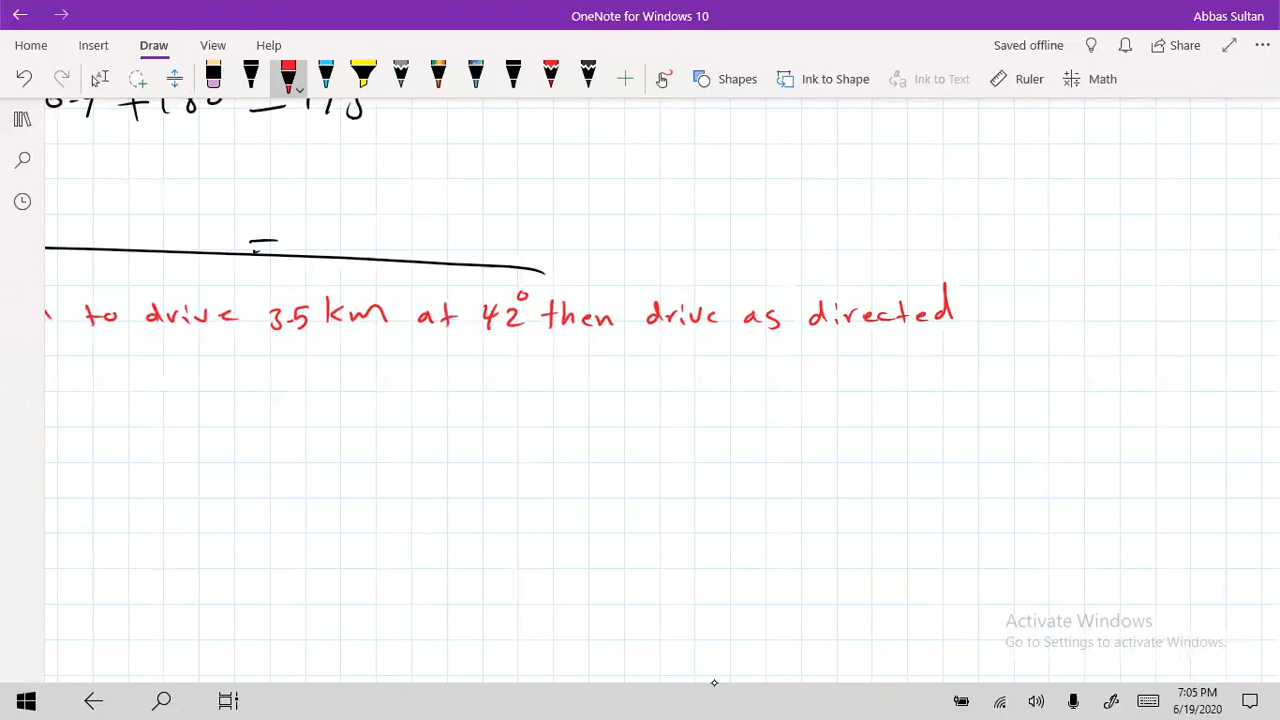 OneNote for Windows 10
Abbas Sultan
Home Insert Draw View Help Saved offline Share
Shapes Ink to Shape Ink to Text Ruler Math
to drive 3.5 km at 42° then drive as directed
Activate Windows
Go to Settings to activate Windows.
7:05 PM
6/19/2020